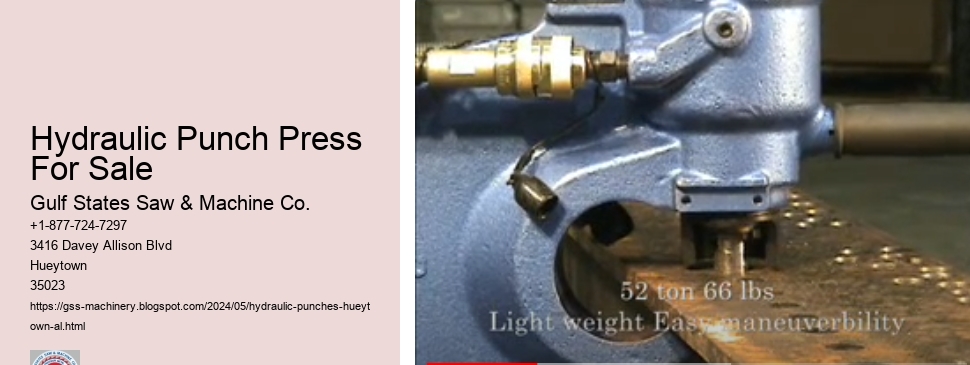 Hydraulic Punch Press
For Sale
Gulf States Saw & Machine Co.
+1-877-724-7297
3416 Davey Allison Blvd
Hueytown
35023
https://gss-machinery.blogspot.com/2024/05/hydraulic-punches-hueyt
own-al.html
52 ton 66 lbs
Light weight Easy maneuverbility